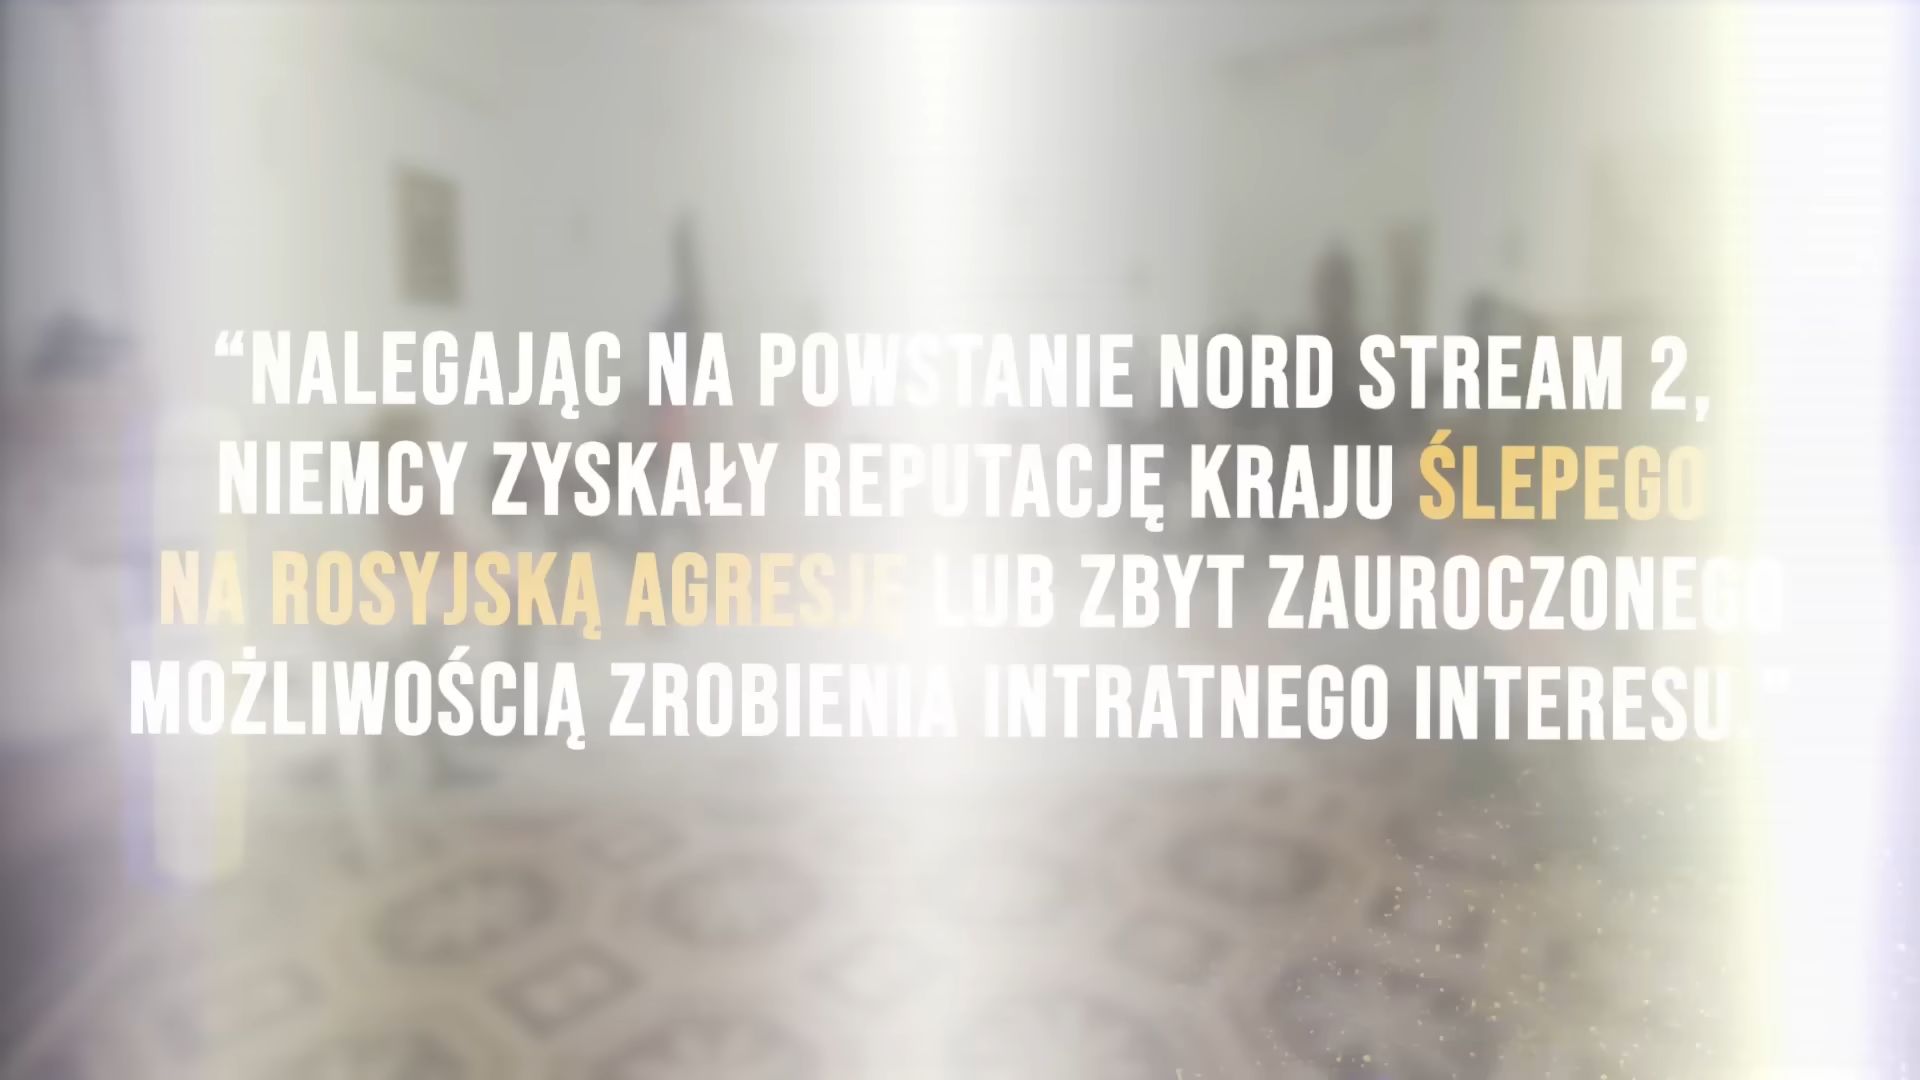 “NALEGAJĄC NA POWSTANIE NORD STREAM 2,
NIEMCY ZYSKAŁY REPUTACJĘ KRAJU ŚLEPEGO
NA ROSYJSKĄ AGRESJĘ LUB ZBYT ZAUROCZONEGO
MOŻLIWOŚCIĄ ZROBIENIA INTRATNEGO INTERESU.”